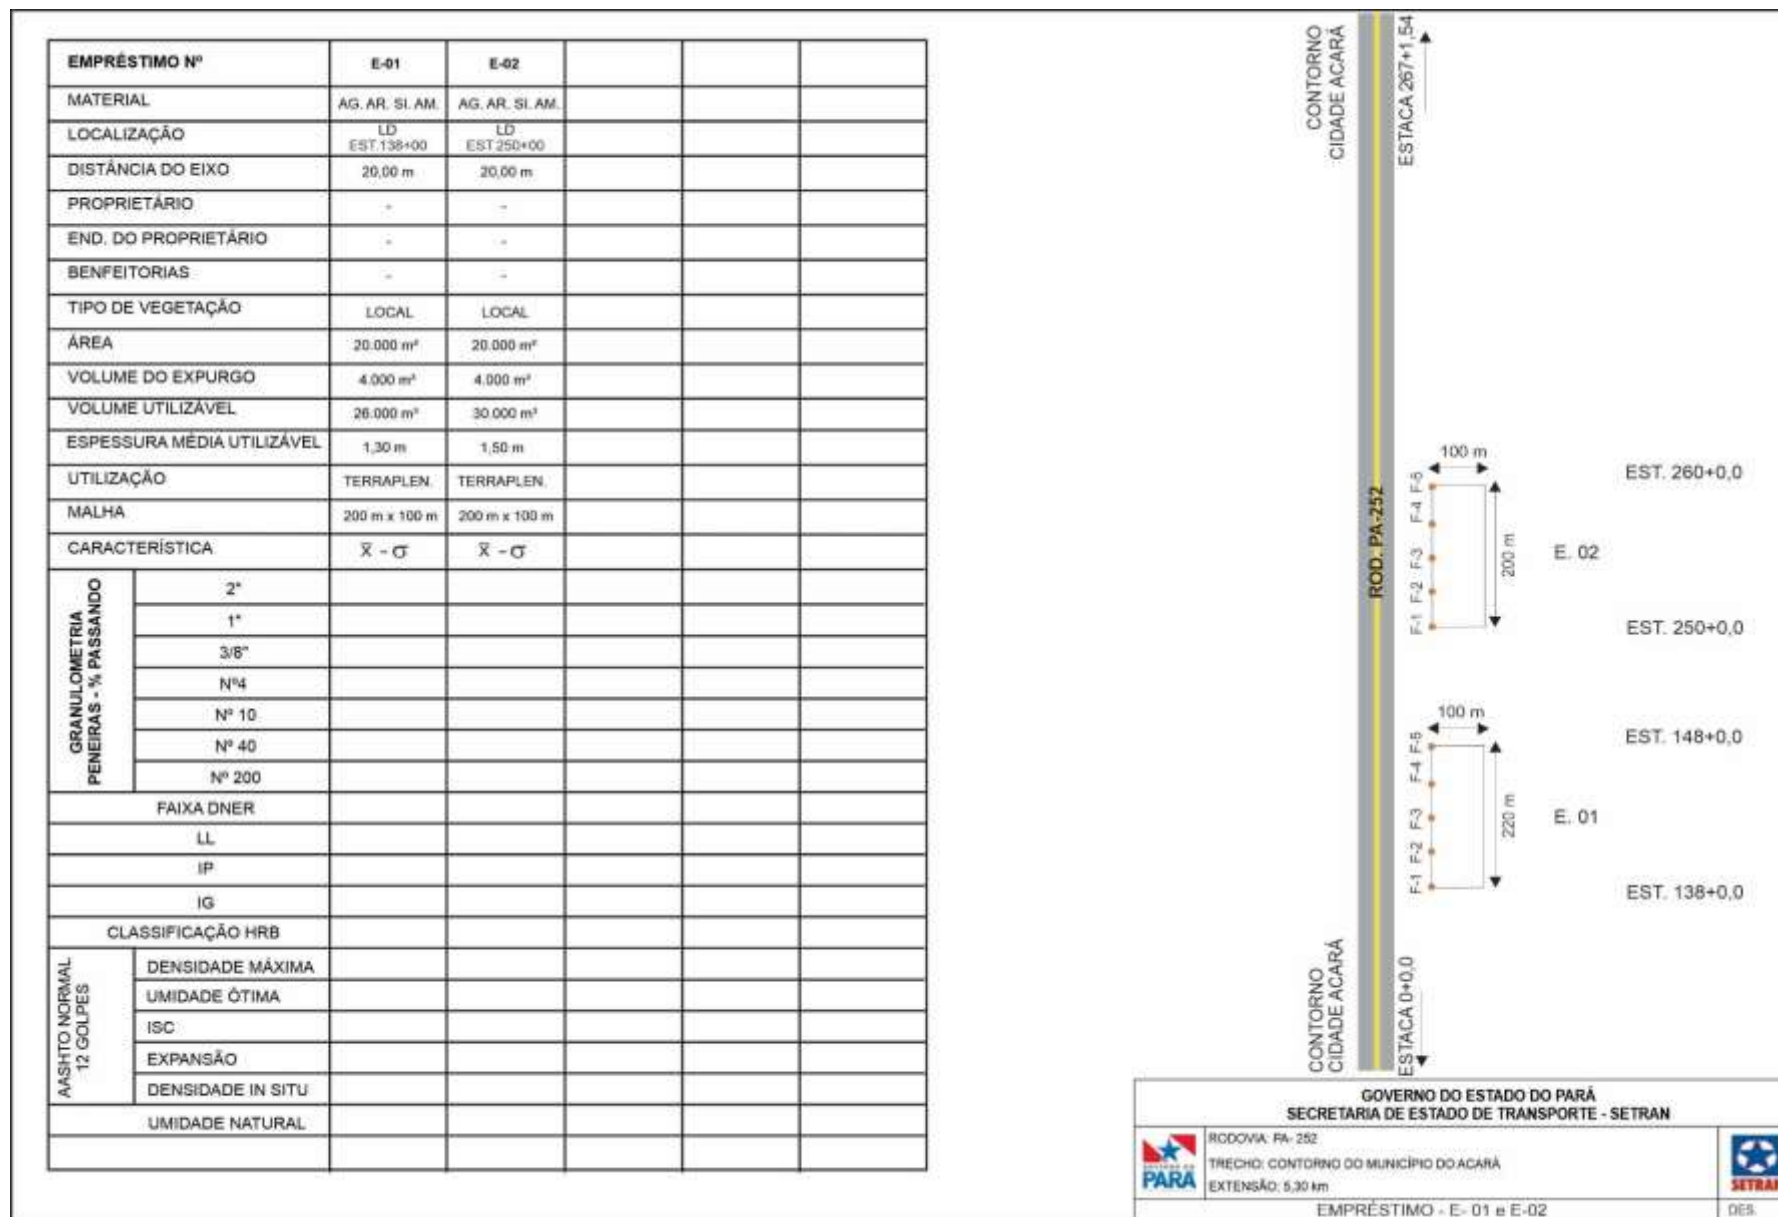 EMPRÉSTIMO Nº E-01 E-02
MATERIAL AG. AR. SI. AM. AG. AR. SI. AM.
LOCALIZAÇÃO LD EST.138+00 LD EST 250+00
DISTÂNCIA DO EIXO 20,00 m 20,00 m
PROPRIETÁRIO - -
END. DO PROPRIETÁRIO - -
BENFEITORIAS - -
TIPO DE VEGETAÇÃO LOCAL LOCAL
ÁREA 20.000 m² 20.000 m²
VOLUME DO EXPURGO 4.000 m³ 4.000 m³
VOLUME UTILIZÁVEL 26.000 m³ 30.000 m³
ESPESSURA MÉDIA UTILIZÁVEL 1,30 m 1,50 m
UTILIZAÇÃO TERRAPLEN. TERRAPLEN.
MALHA 200 m x 100 m 200 m x 100 m
CARACTERÍSTICA X̄ - σ X̄ - σ
GRANULOMETRIA
PENEIRAS - % PASSANDO
2"
1"
3/8"
Nº4
Nº 10
Nº 40
Nº 200
FAIXA DNER
LL
IP
IG
CLASSIFICAÇÃO HRB
AASHTO NORMAL
12 GOLPES
DENSIDADE MÁXIMA
UMIDADE ÓTIMA
ISC
EXPANSÃO
DENSIDADE IN SITU
UMIDADE NATURAL
CONTORNO
CIDADE ACARÁ
ESTACA 267+1,54
ROD. PA-252
100 m
EST. 260+0,0
F-5
F-4
F-3
F-2
F-1
200 m
E. 02
EST. 250+0,0
100 m
EST. 148+0,0
F-5
F-4
F-3
F-2
F-1
220 m
E. 01
EST. 138+0,0
CONTORNO
CIDADE ACARÁ
ESTACA 0+0,0
GOVERNO DO ESTADO DO PARÁ
SECRETARIA DE ESTADO DE TRANSPORTE - SETRAN
PARÁ
RODOVIA: PA- 252
TRECHO: CONTORNO DO MUNICÍPIO DO ACARÁ
EXTENSÃO: 5,30 km
SETRAN
EMPRÉSTIMO - E- 01 e E-02
DES.